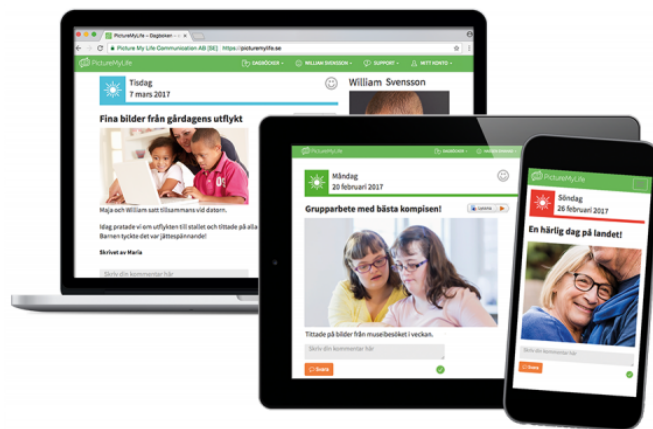 PictureMyLife – Dagboken –
Picture My Life Communication AB [SE] https://picturemylife.se
PictureMyLife DAGBÖCKER WILLIAM SVENSSON SUPPORT MITT KONTO
Tisdag
7 mars 2017
William Svensson
Fina bilder från gårdagens utflykt
Maja och William satt tillsammans vid datorn.
Idag pratade vi om utflykten till stallet och tittade på alla
Barnen tyckte det var jättespännande!
Skrivet av Maria
Skriv din kommentar här
PictureMyLife DAGBÖCKER
Måndag
20 februari 2017
Grupparbete med bästa kompisen!
Lyssna
Tittade på bilder från museibesöket i veckan.
Skriv din kommentar här
Svara
PictureMyLife
Söndag
26 februari 2017
En härlig dag på landet!
Skriv din kommentar här
Svara